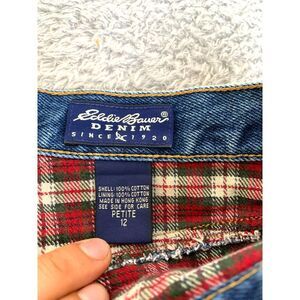 Eddie Bauer®
DENIM
SINCE 1920
SHELL: 100% COTTON
LINING: 100% COTTON
MADE IN HONG KONG
SEE SIDE FOR CARE
PETITE
12